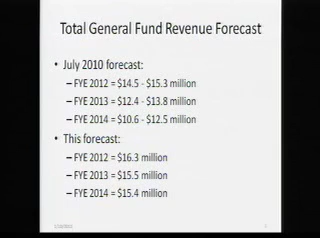 Total General Fund Revenue Forecast
• July 2010 forecast:
– FYE 2012 = $14.5 - $15.3 million
– FYE 2013 = $12.4 - $13.8 million
– FYE 2014 = $10.6 - $12.5 million
• This forecast:
– FYE 2012 = $16.3 million
– FYE 2013 = $15.5 million
– FYE 2014 = $15.4 million